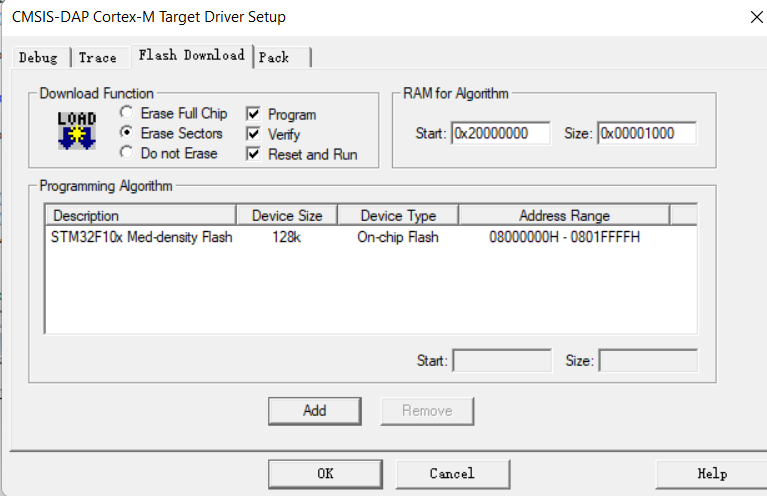 CMSIS-DAP Cortex-M Target Driver Setup
Debug Trace Flash Download Pack
Download Function
LOAD
Erase Full Chip Program
Erase Sectors Verify
Do not Erase Reset and Run
RAM for Algorithm
Start: 0x20000000 Size: 0x00001000
Programming Algorithm
Description Device Size Device Type Address Range
STM32F10x Med-density Flash 128k On-chip Flash 08000000H - 0801FFFFH
Start: Size:
Add Remove
OK Cancel Help